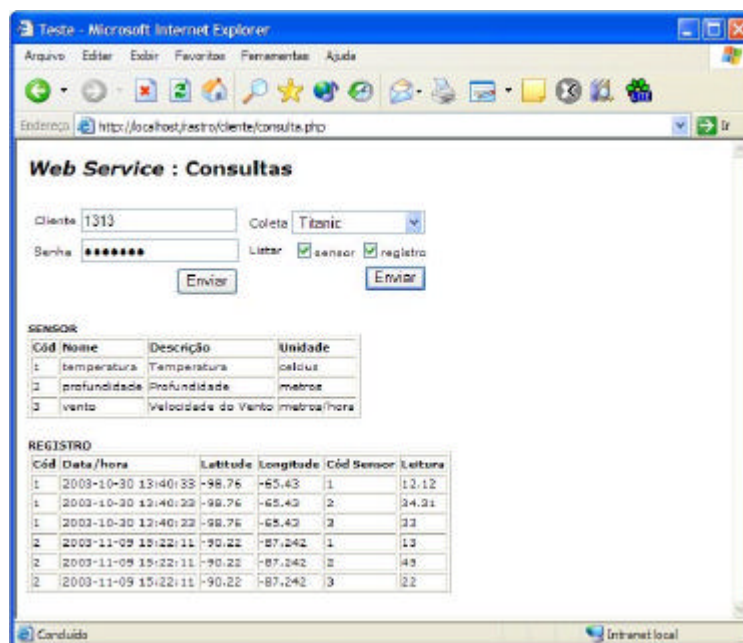 Teste - Microsoft Internet Explorer
Arquivo Editar Exibir Favoritos Ferramentas Ajuda
Endereço http://localhost/rastro/cliente/consulta.php Ir
Web Service : Consultas
Cliente 1313 Coleta Titanic
Senha ●●●●●●● Listar sensor registro
Enviar Enviar
SENSOR
Cód Nome Descrição Unidade
1 temperatura Temperatura celcius
2 profundidade Profundidade metros
3 vento Velocidade do Vento metros/hora
REGISTRO
Cód Data/hora Latitude Longitude Cód Sensor Leitura
1 2003-10-30 13:40:33 -98.76 -65.43 1 12.12
1 2003-10-30 13:40:33 -98.76 -65.43 2 34.31
1 2003-10-30 13:40:33 -98.76 -65.43 3 33
2 2003-11-09 15:22:11 -90.22 -87.242 1 13
2 2003-11-09 15:22:11 -90.22 -87.242 2 45
2 2003-11-09 15:22:11 -90.22 -87.242 3 22
Concluído Intranet local